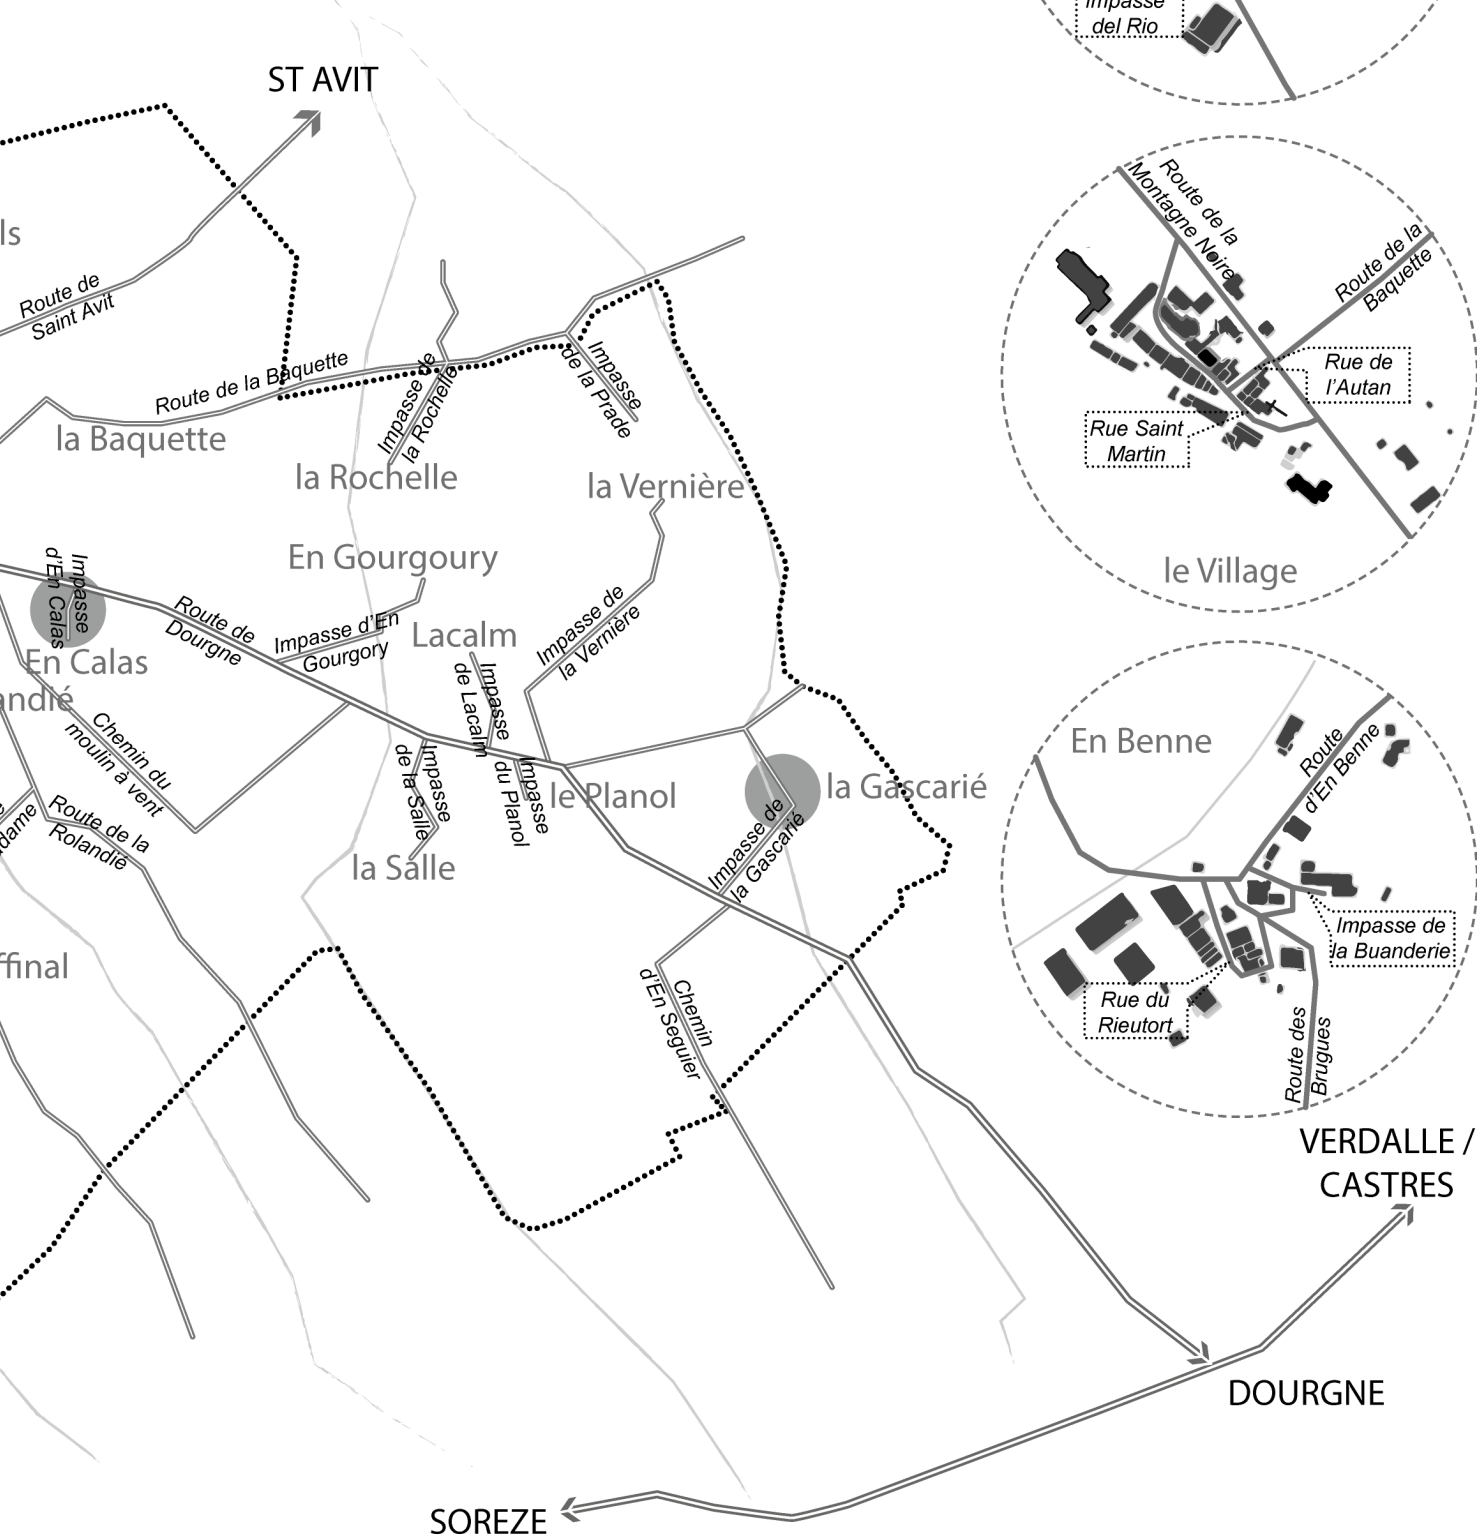 Impasse
del Rio
ST AVIT
ls
Route de
Saint Avit
Route de la Baquette
la Baquette
Impasse de
la Rochelle
la Rochelle
Impasse
de la Prade
la Vernière
Impasse de
la Vernière
En Gourgoury
Impasse d'En
Gourgory
Impasse
d'En Calas
En Calas
andié
Route de
Dourgne
Lacalm
Impasse
de Lacalm
Chemin du
moulin à vent
Impasse
de la Salle
la Salle
Impasse
du Planol
le Planol
la Gascarié
Impasse de
la Gascarié
Route de la
Rolandié
dame
ffinal
Chemin
d'En Seguier
Route de la
Montagne Noire
Route de la
Baquette
Rue de
l'Autan
Rue Saint
Martin
le Village
En Benne
Route
d'En Benne
Impasse de
la Buanderie
Rue du
Rieutort
Route des
Brugues
VERDALLE /
CASTRES
DOURGNE
SOREZE